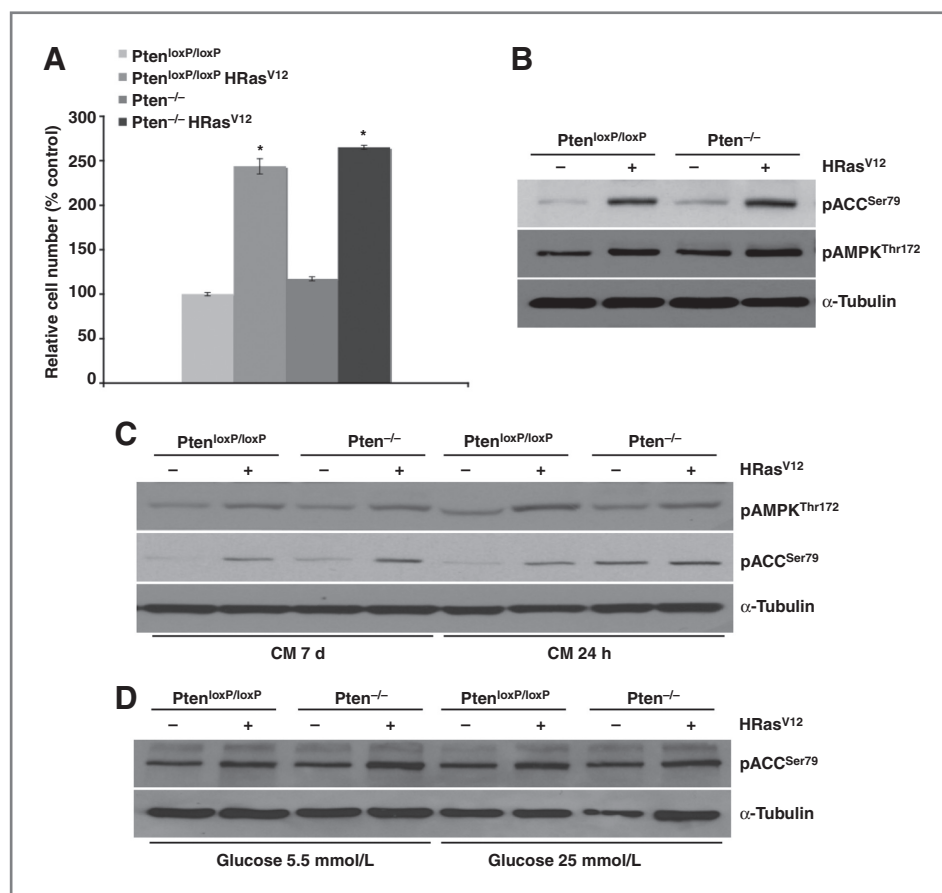 A
Pten^loxP/loxP
Pten^loxP/loxP HRas^V12
Pten^–/–
Pten^–/– HRas^V12
Relative cell number (% control)
300
250
200
150
100
50
0
* *
B
Pten^loxP/loxP Pten^–/–
– + – + HRas^V12
pACC^Ser79
pAMPK^Thr172
α-Tubulin
C
Pten^loxP/loxP Pten^–/– Pten^loxP/loxP Pten^–/–
– + – + – + – + HRas^V12
pAMPK^Thr172
pACC^Ser79
α-Tubulin
CM 7 d CM 24 h
D
Pten^loxP/loxP Pten^–/– Pten^loxP/loxP Pten^–/–
– + – + – + – + HRas^V12
pACC^Ser79
α-Tubulin
Glucose 5.5 mmol/L Glucose 25 mmol/L